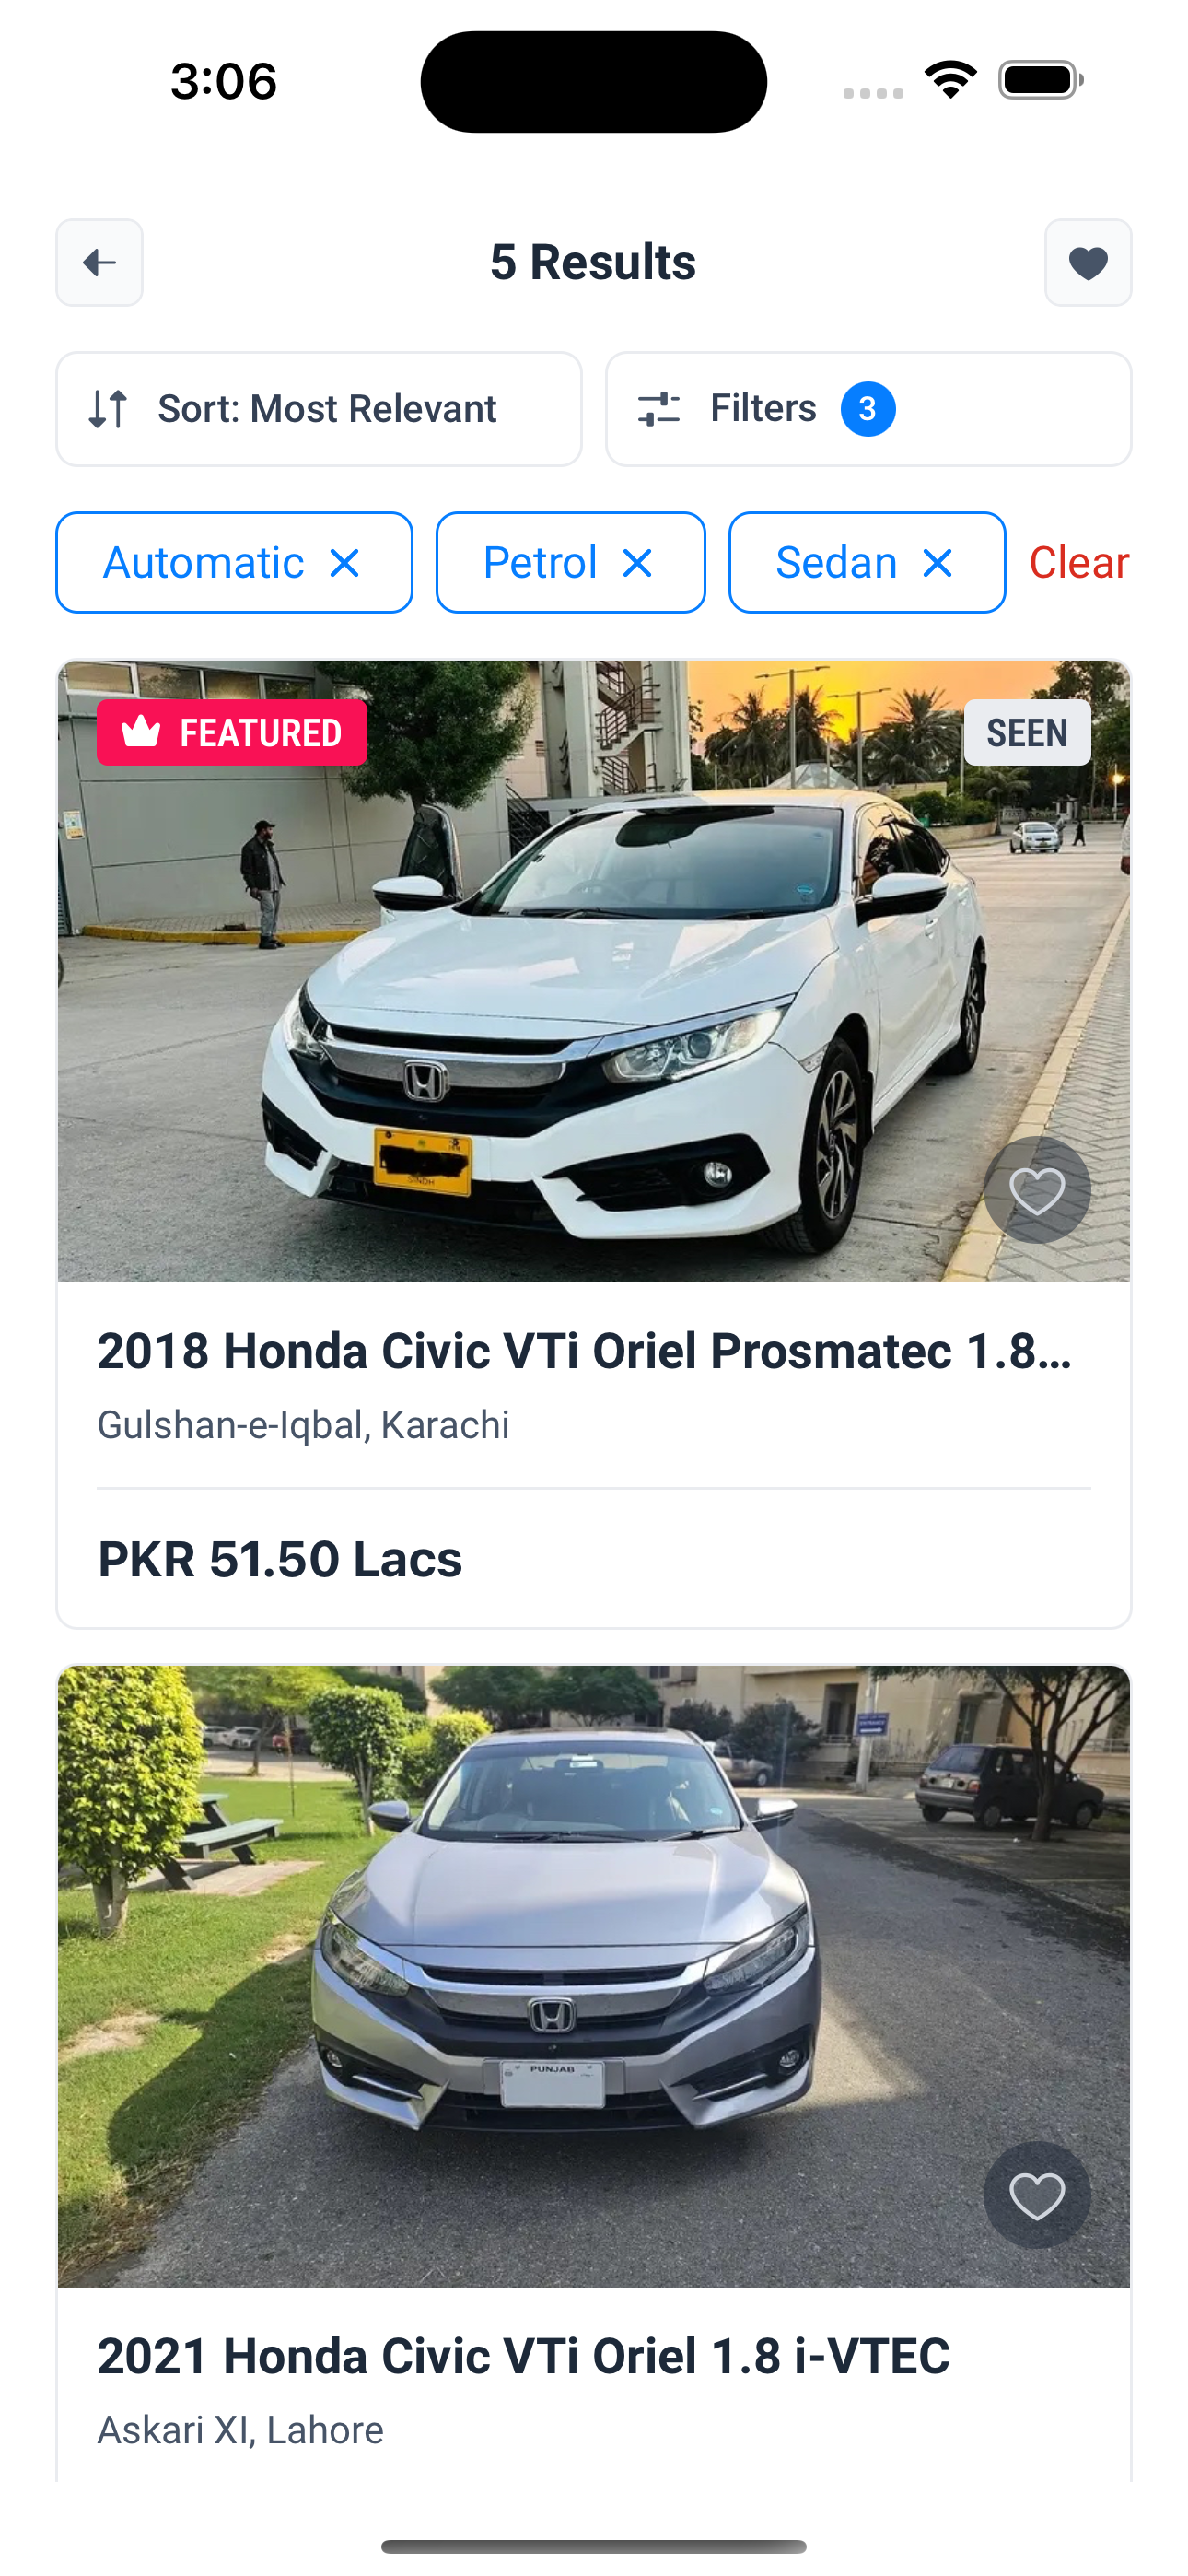 3:06
5 Results
Sort: Most Relevant
Filters 3
Automatic
Petrol
Sedan
Clear
FEATURED
SEEN
SINDH
2018 Honda Civic VTi Oriel Prosmatec 1.8...
Gulshan-e-Iqbal, Karachi
PKR 51.50 Lacs
PUNJAB
2021 Honda Civic VTi Oriel 1.8 i-VTEC
Askari XI, Lahore